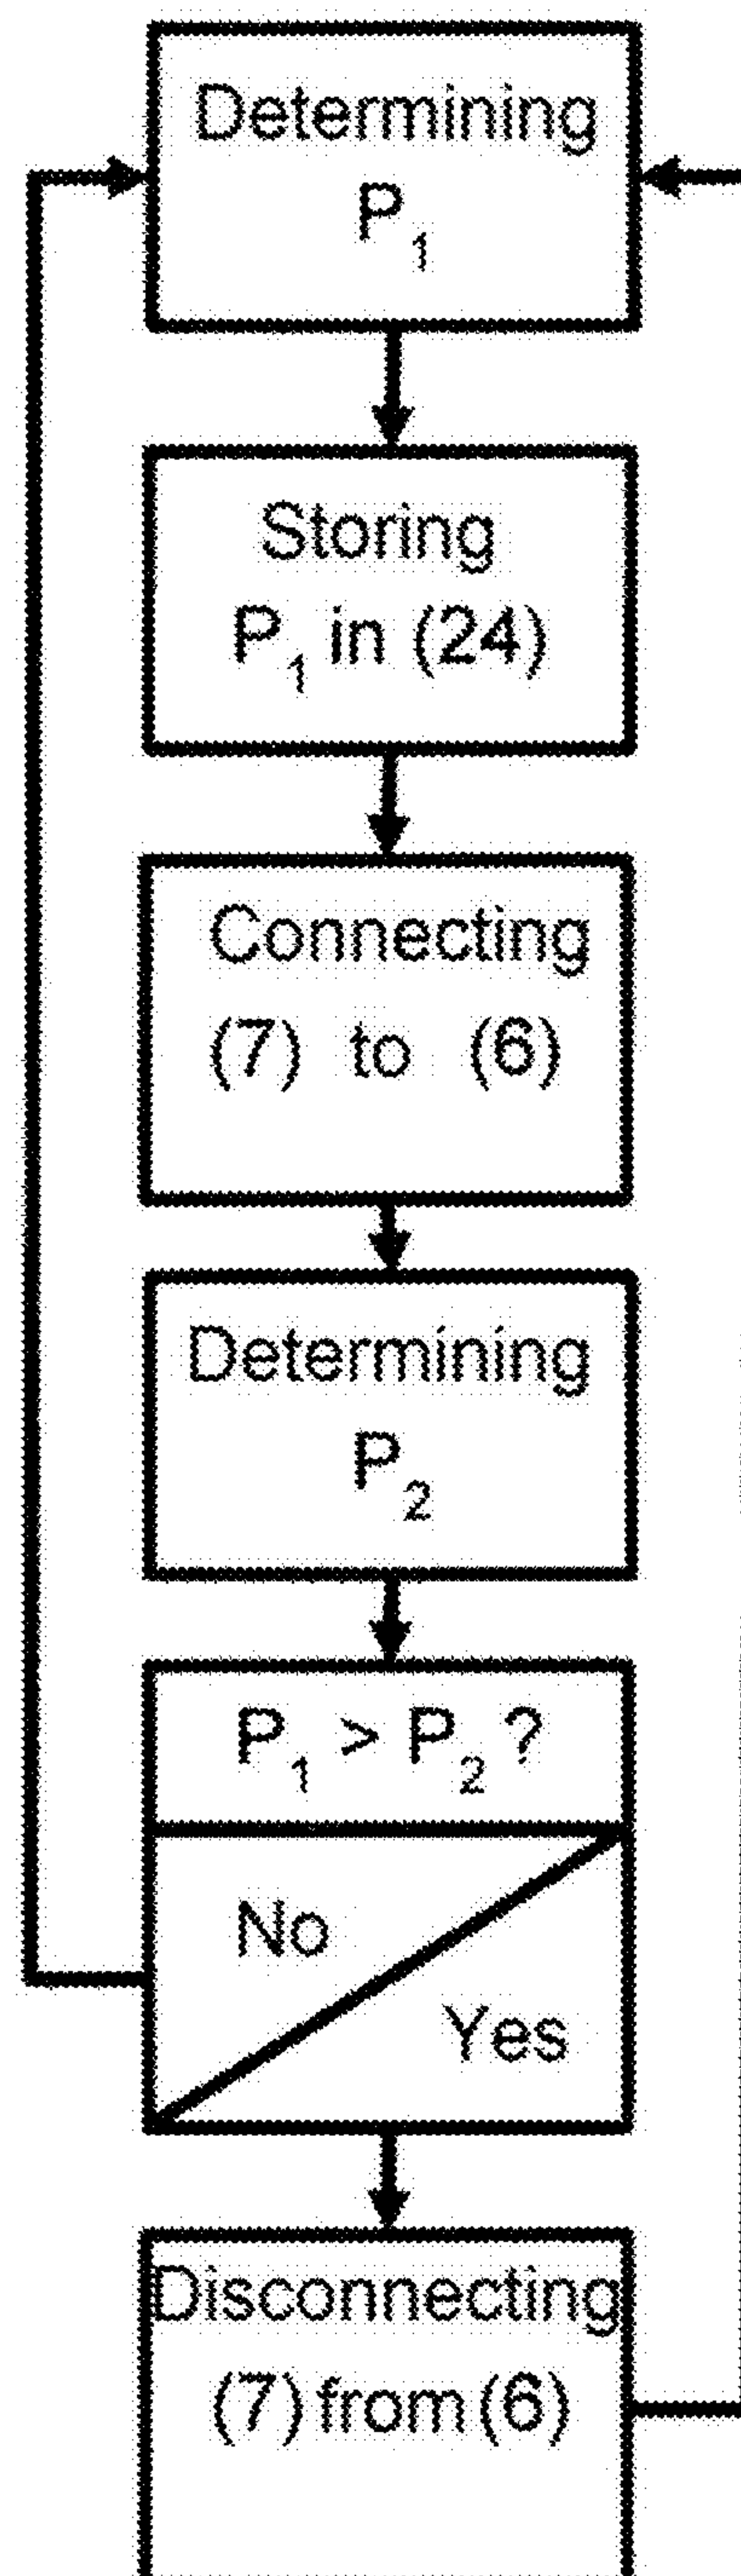 Determining
P₁
Storing
P₁ in (24)
Connecting
(7) to (6)
Determining
P₂
P₁ > P₂ ?
No
Yes
Disconnecting
(7) from (6)